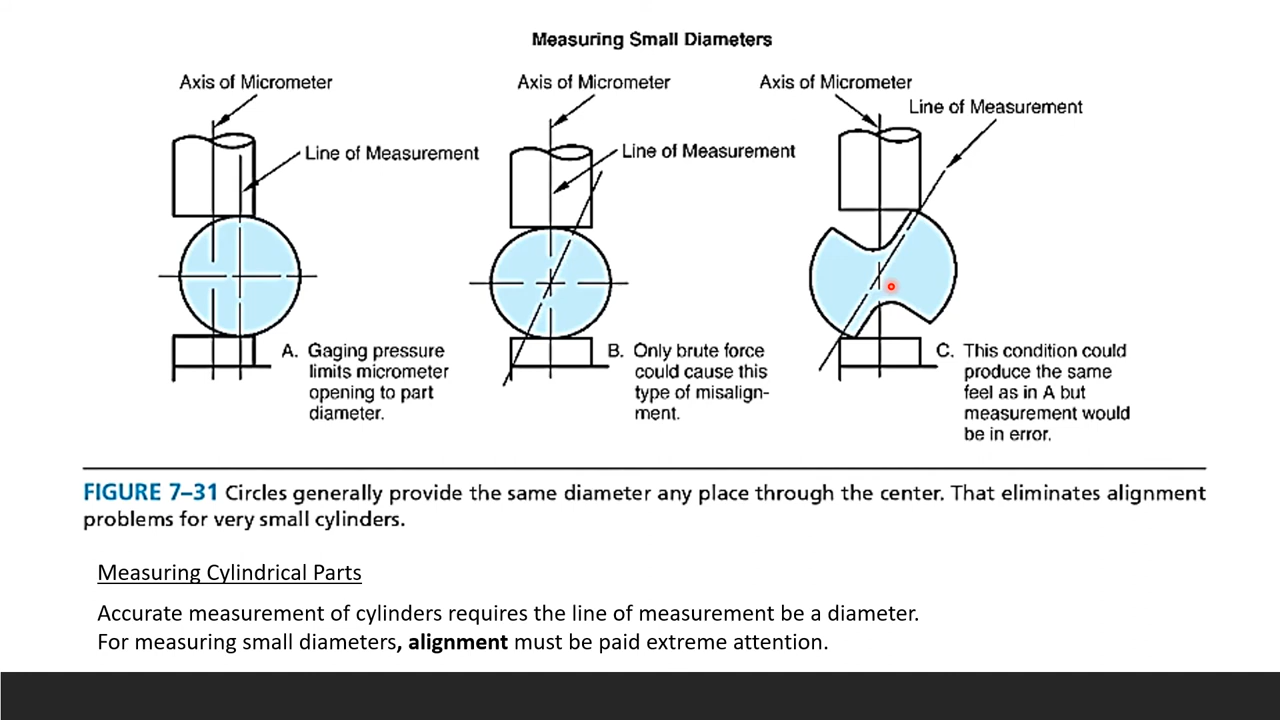 Measuring Small Diameters
Axis of Micrometer
Line of Measurement
A. Gaging pressure
limits micrometer
opening to part
diameter.
Axis of Micrometer
Line of Measurement
B. Only brute force
could cause this
type of misalign-
ment.
Axis of Micrometer
Line of Measurement
C. This condition could
produce the same
feel as in A but
measurement would
be in error.
FIGURE 7–31 Circles generally provide the same diameter any place through the center. That eliminates alignment
problems for very small cylinders.
Measuring Cylindrical Parts
Accurate measurement of cylinders requires the line of measurement be a diameter.
For measuring small diameters, alignment must be paid extreme attention.